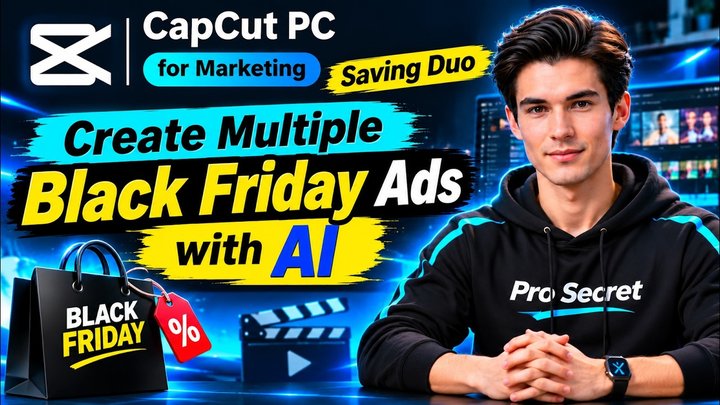 CapCut PC
for Marketing
Saving Duo
Create Multiple
Black Friday Ads
with AI
BLACK
FRIDAY
%
Pro Secret